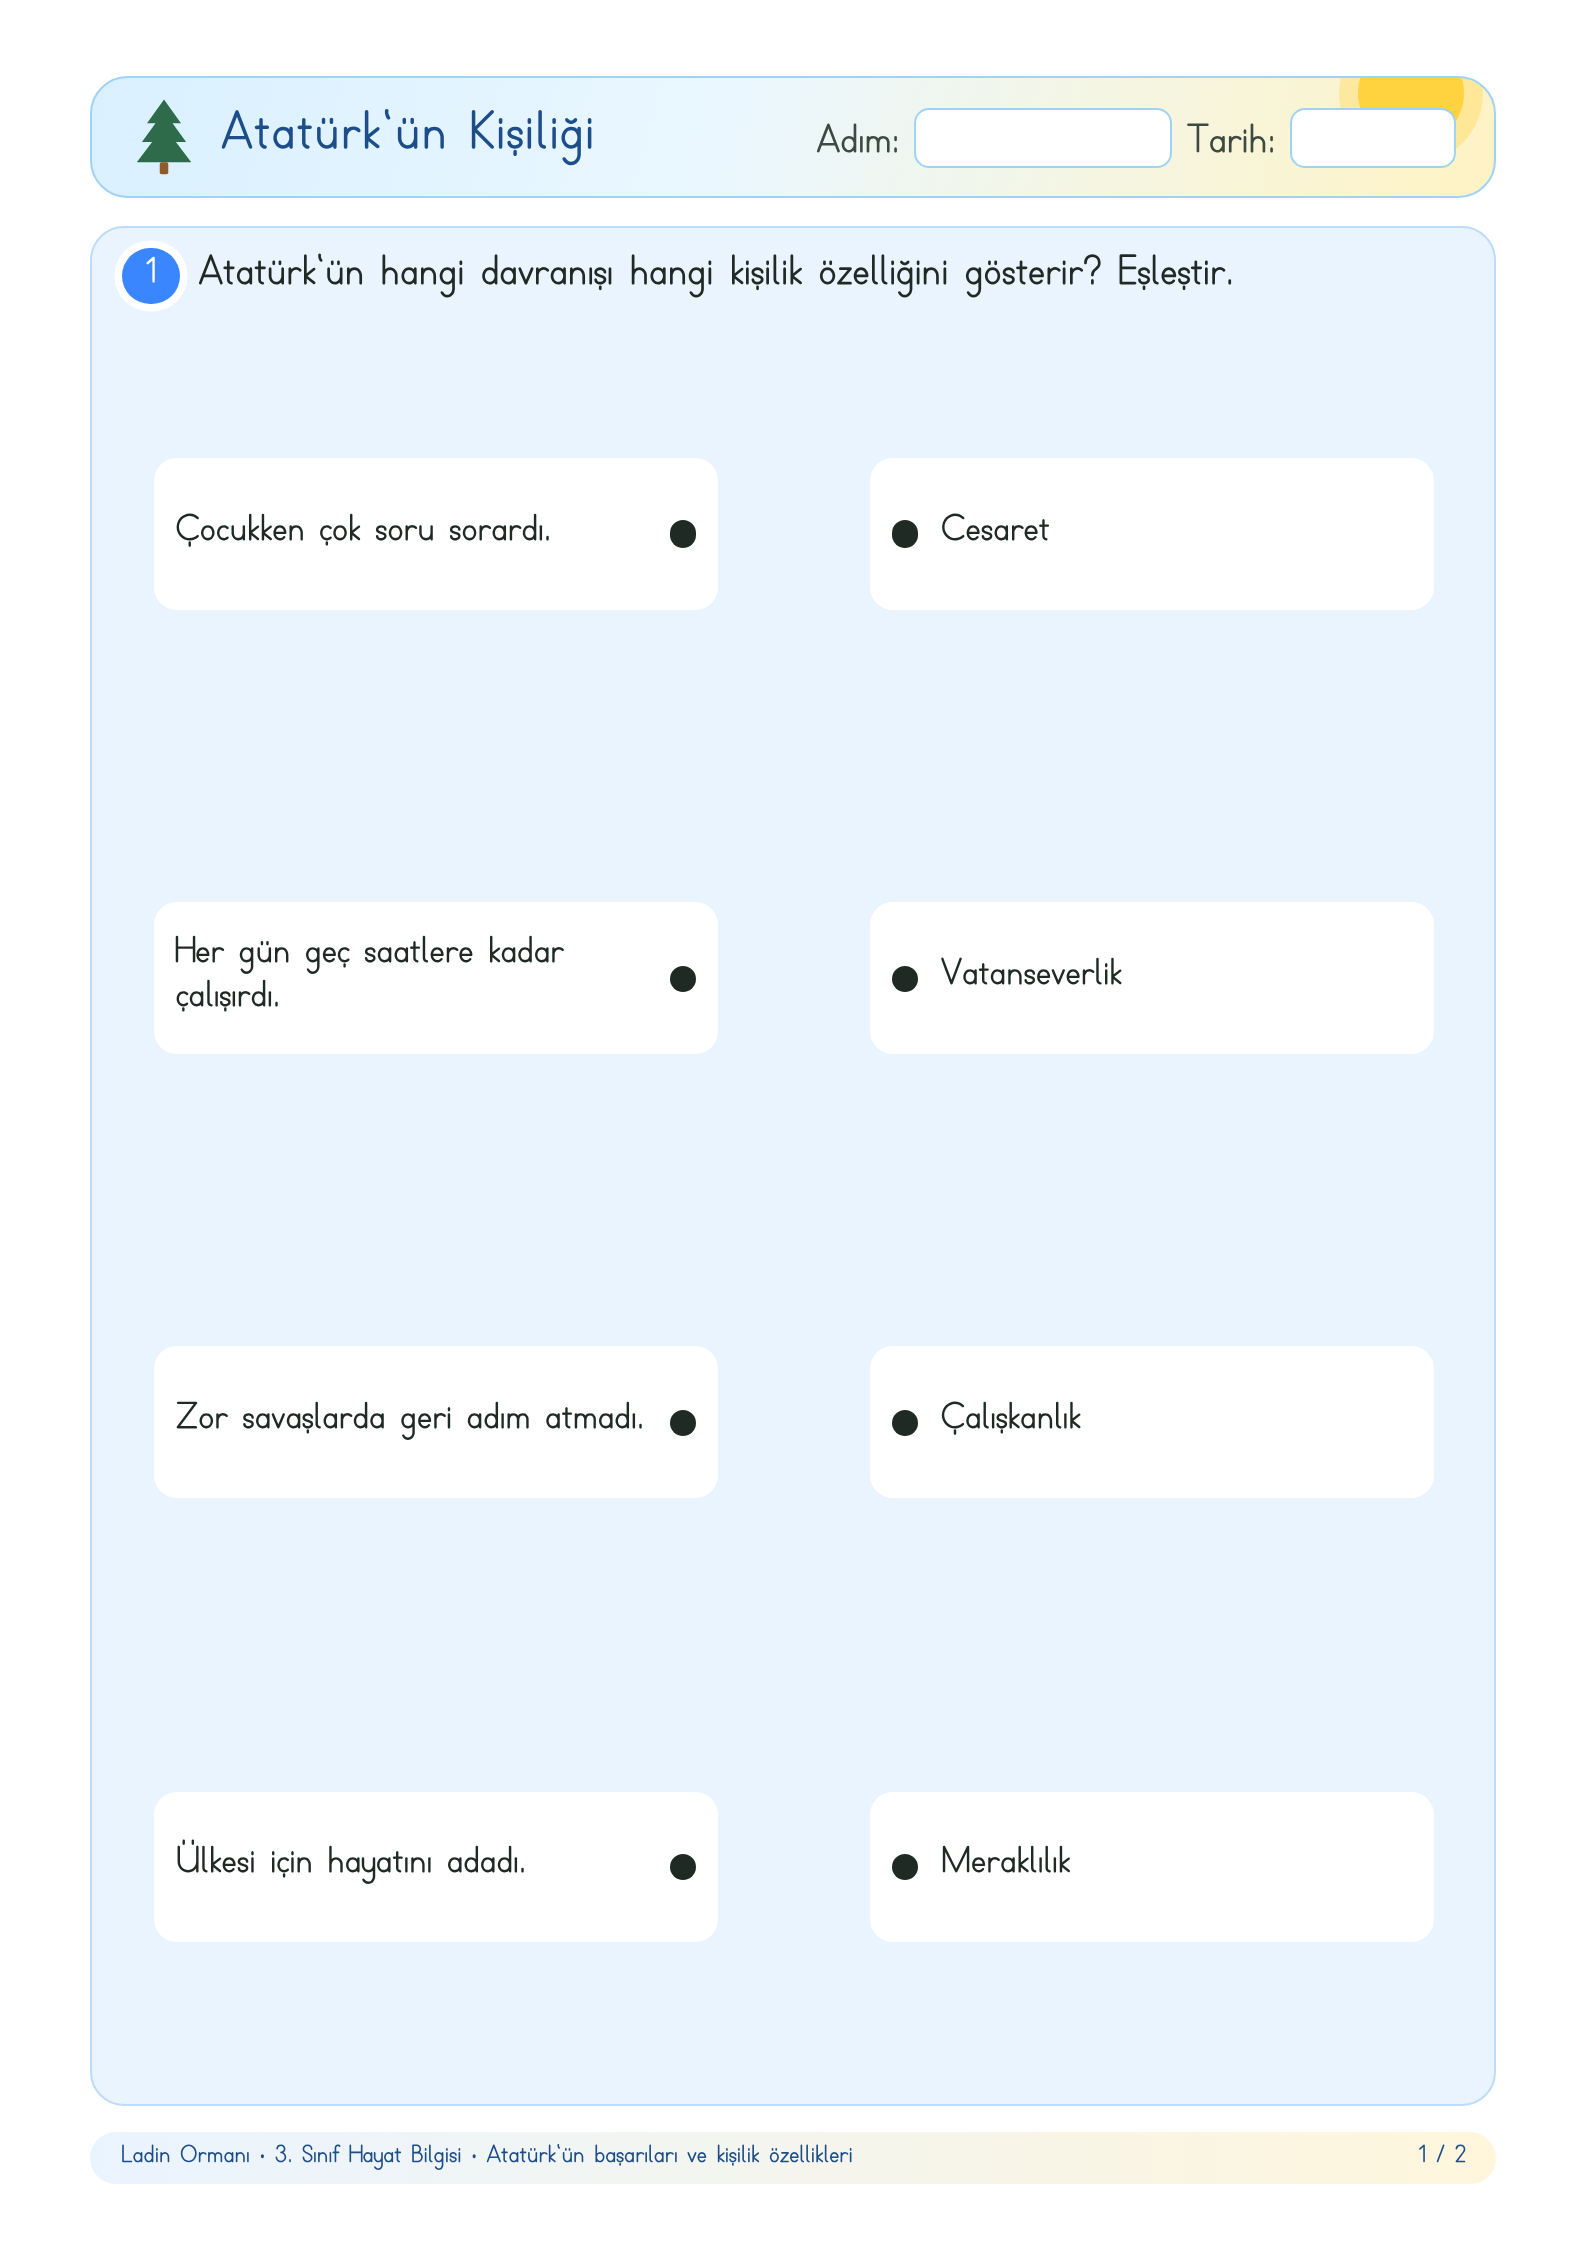 Atatürk'ün Kişiliği
Adım:
Tarih:
1
Atatürk'ün hangi davranışı hangi kişilik özelliğini gösterir? Eşleştir.
Çocukken çok soru sorardı.
Cesaret
Her gün geç saatlere kadar
çalışırdı.
Vatanseverlik
Zor savaşlarda geri adım atmadı.
Çalışkanlık
Ülkesi için hayatını adadı.
Meraklılık
Ladin Ormanı • 3. Sınıf Hayat Bilgisi • Atatürk'ün başarıları ve kişilik özellikleri
1 / 2